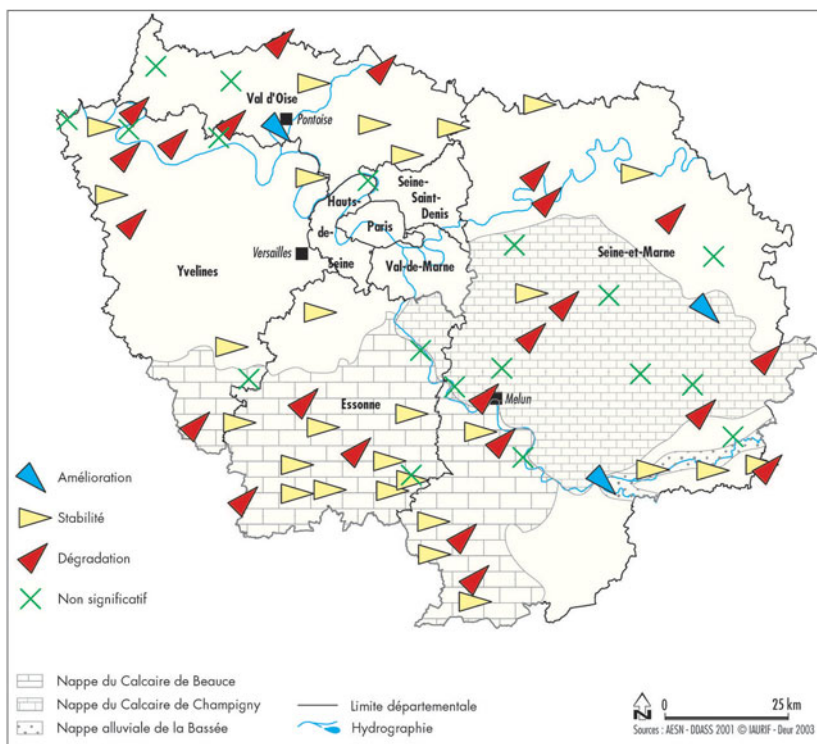 Val d'Oise
Pontoise
Seine-
Saint-
Denis
Hauts-
de-
Seine
Paris
Versailles
Val-de-Marne
Yvelines
Seine-et-Marne
Essonne
Melun
Amélioration
Stabilité
Dégradation
Non significatif
Nappe du Calcaire de Beauce
Nappe du Calcaire de Champigny
Nappe alluviale de la Bassée
Limite départementale
Hydrographie
N
0 25 km
Sources : AESN - DDASS 2001 © IAURIF - Deur 2003